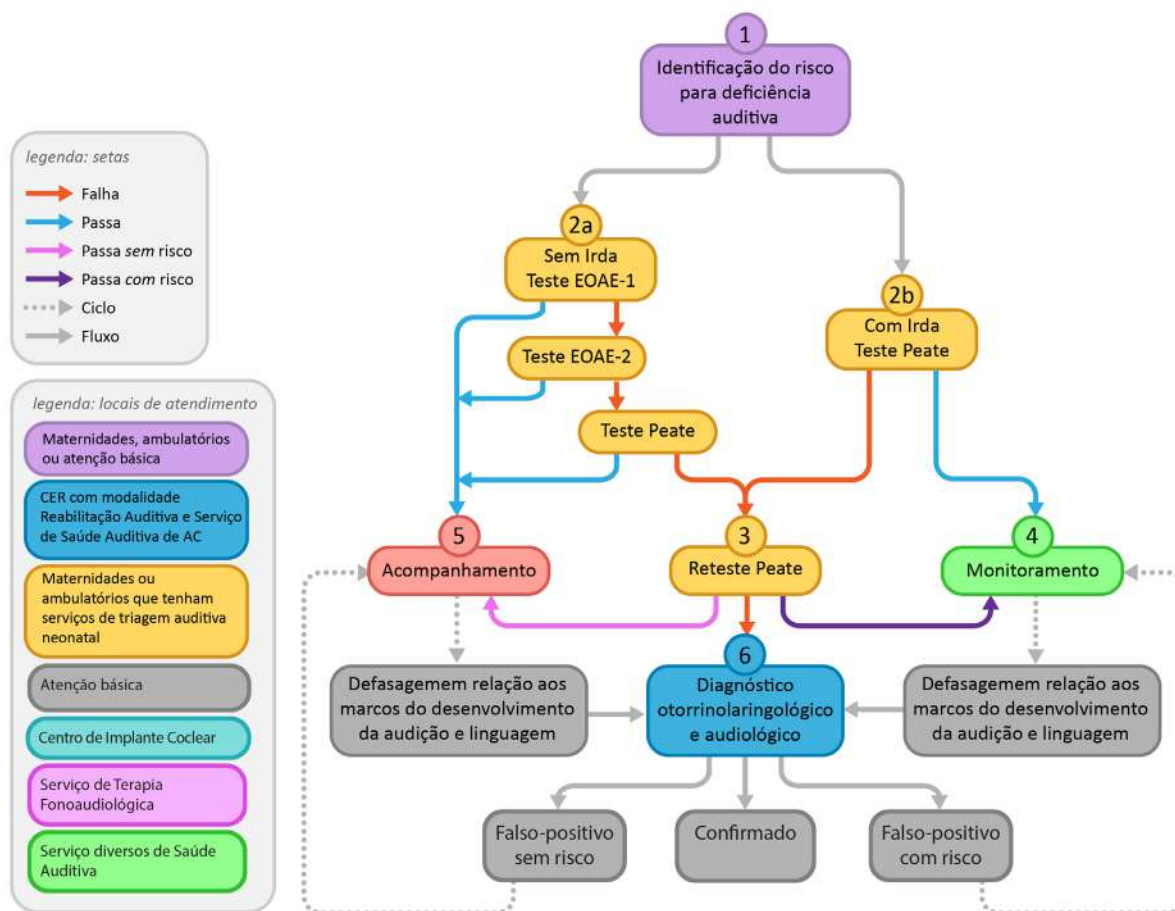 1
Identificação do risco
para deficiência
auditiva
legenda: setas
Falha
Passa
Passa sem risco
Passa com risco
Ciclo
Fluxo
2a
Sem Irda
Teste EOAE-1
2b
Com Irda
Teste Peate
Teste EOAE-2
Teste Peate
legenda: locais de atendimento
Maternidades, ambulatórios
ou atenção básica
CER com modalidade
Reabilitação Auditiva e Serviço
de Saúde Auditiva de AC
Maternidades ou
ambulatórios que tenham
serviços de triagem auditiva
neonatal
Atenção básica
Centro de Implante Coclear
Serviço de Terapia
Fonoaudiológica
Serviço diversos de Saúde
Auditiva
5
Acompanhamento
3
Reteste Peate
4
Monitoramento
Defasagemem relação aos
marcos do desenvolvimento
da audição e linguagem
6
Diagnóstico
otorrinolaringológico
e audiológico
Defasagemem relação aos
marcos do desenvolvimento
da audição e linguagem
Falso-positivo
sem risco
Confirmado
Falso-positivo
com risco